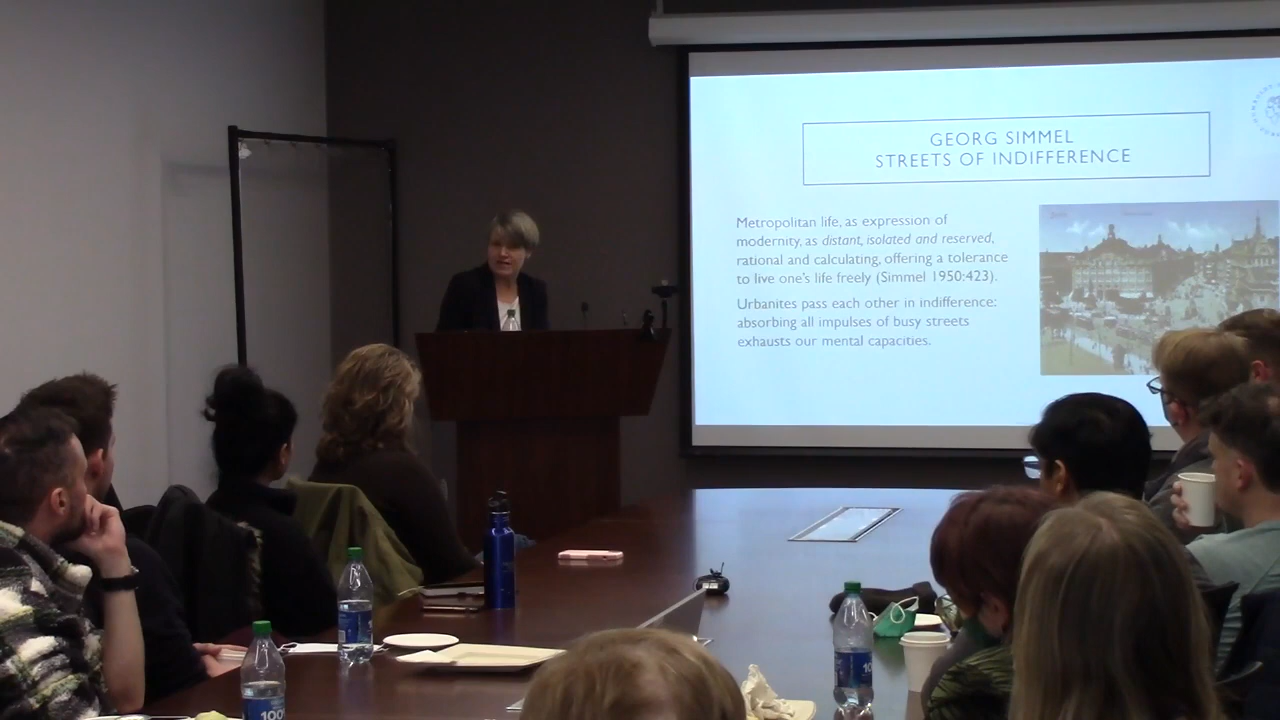 GEORG SIMMEL
STREETS OF INDIFFERENCE
Metropolitan life, as expression of
modernity, as distant, isolated and reserved,
rational and calculating, offering a tolerance
to live one's life freely (Simmel 1950:423).
Urbanites pass each other in indifference:
absorbing all impulses of busy streets
exhausts our mental capacities.
100
10